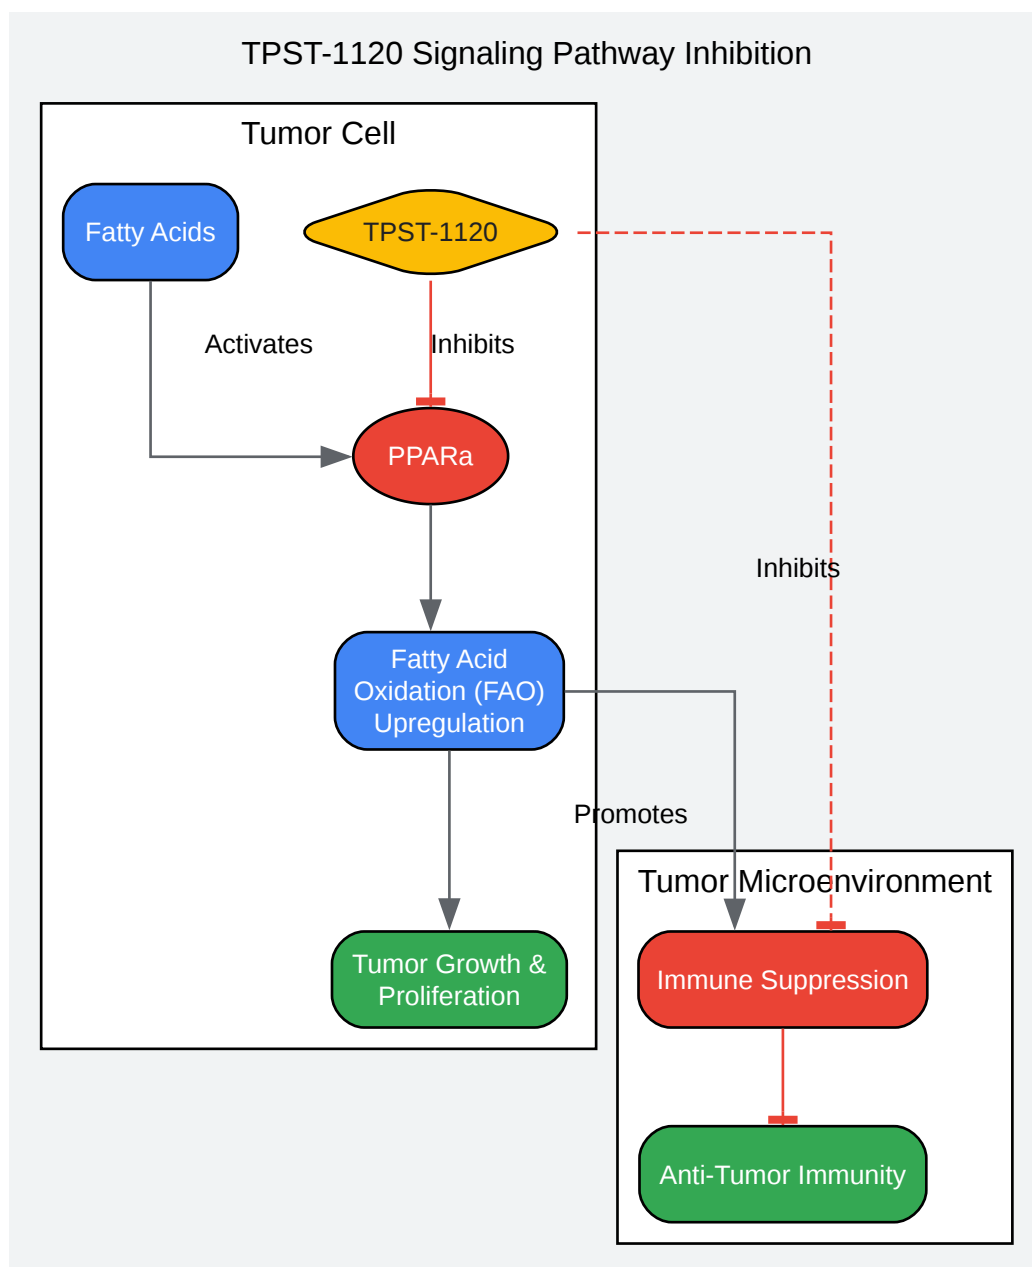 TPST-1120 Signaling Pathway Inhibition
Tumor Cell
Fatty Acids
TPST-1120
Activates
Inhibits
PPARa
Inhibits
Fatty Acid
Oxidation (FAO)
Upregulation
Promotes
Tumor Microenvironment
Tumor Growth &
Proliferation
Immune Suppression
Anti-Tumor Immunity